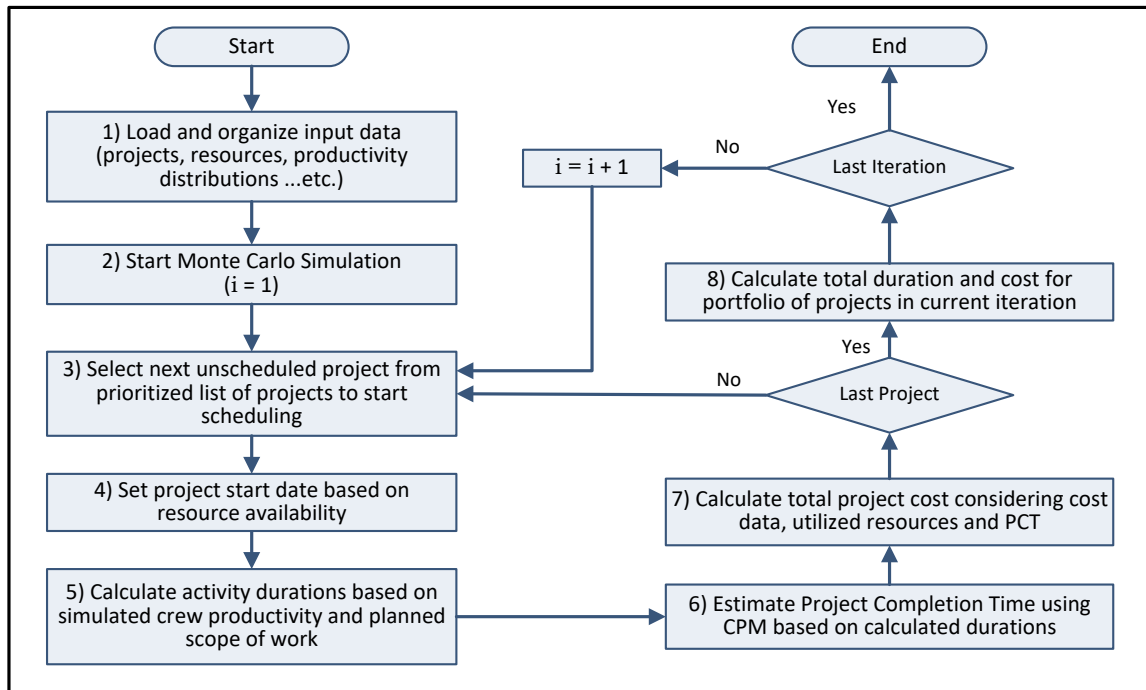 Start
1) Load and organize input data
(projects, resources, productivity
distributions ...etc.)
2) Start Monte Carlo Simulation
(i = 1)
3) Select next unscheduled project from
prioritized list of projects to start
scheduling
4) Set project start date based on
resource availability
5) Calculate activity durations based on
simulated crew productivity and planned
scope of work
6) Estimate Project Completion Time using
CPM based on calculated durations
7) Calculate total project cost considering cost
data, utilized resources and PCT
Last Project
No
Yes
8) Calculate total duration and cost for
portfolio of projects in current iteration
Last Iteration
No
i = i + 1
Yes
End